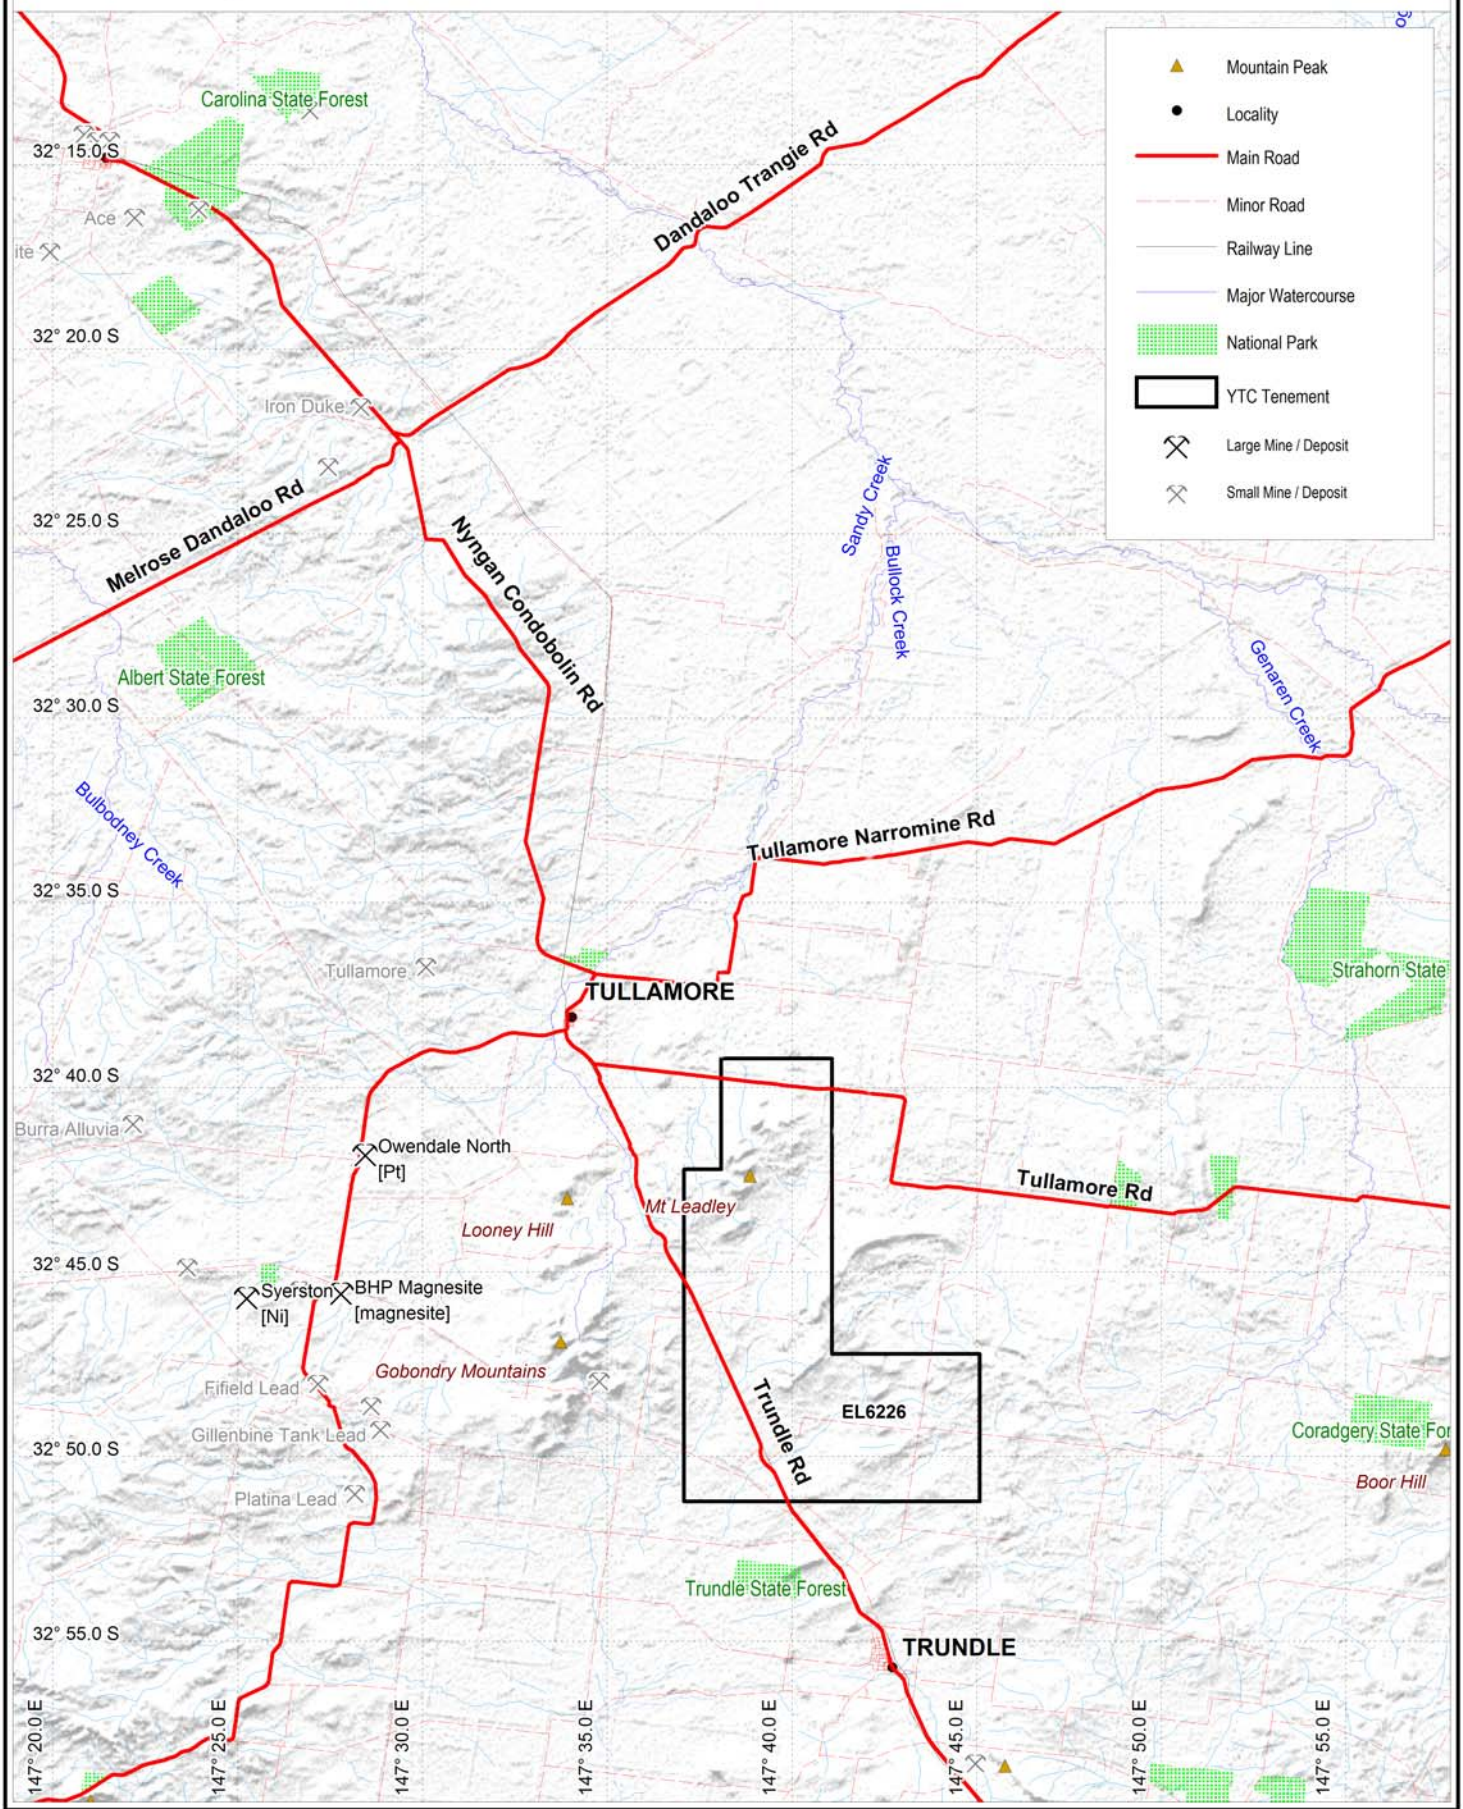 Mountain Peak
Locality
Main Road
Minor Road
Railway Line
Major Watercourse
National Park
YTC Tenement
Large Mine / Deposit
Small Mine / Deposit
Carolina State Forest
32° 15.0 S
Dandaloo Trangie Rd
Ace
ite
32° 20.0 S
Iron Duke
Melrose Dandaloo Rd
32° 25.0 S
Nyngan Condobolin Rd
Sandy Creek
Bullock Creek
Albert State Forest
Genaren Creek
32° 30.0 S
Bulbodney Creek
Tullamore Narromine Rd
32° 35.0 S
Tullamore
Strahorn State
TULLAMORE
32° 40.0 S
Burra Alluvia
Owendale North
[Pt]
Tullamore Rd
Mt Leadley
Looney Hill
32° 45.0 S
Syerston
[Ni]
BHP Magnesite
[magnesite]
Gobondry Mountains
Fifield Lead
Trundle Rd
EL6226
Gillenbine Tank Lead
Coradgery State For
32° 50.0 S
Boor Hill
Platina Lead
Trundle State Forest
32° 55.0 S
TRUNDLE
147° 20.0 E
147° 25.0 E
147° 30.0 E
147° 35.0 E
147° 40.0 E
147° 45.0 E
147° 50.0 E
147° 55.0 E